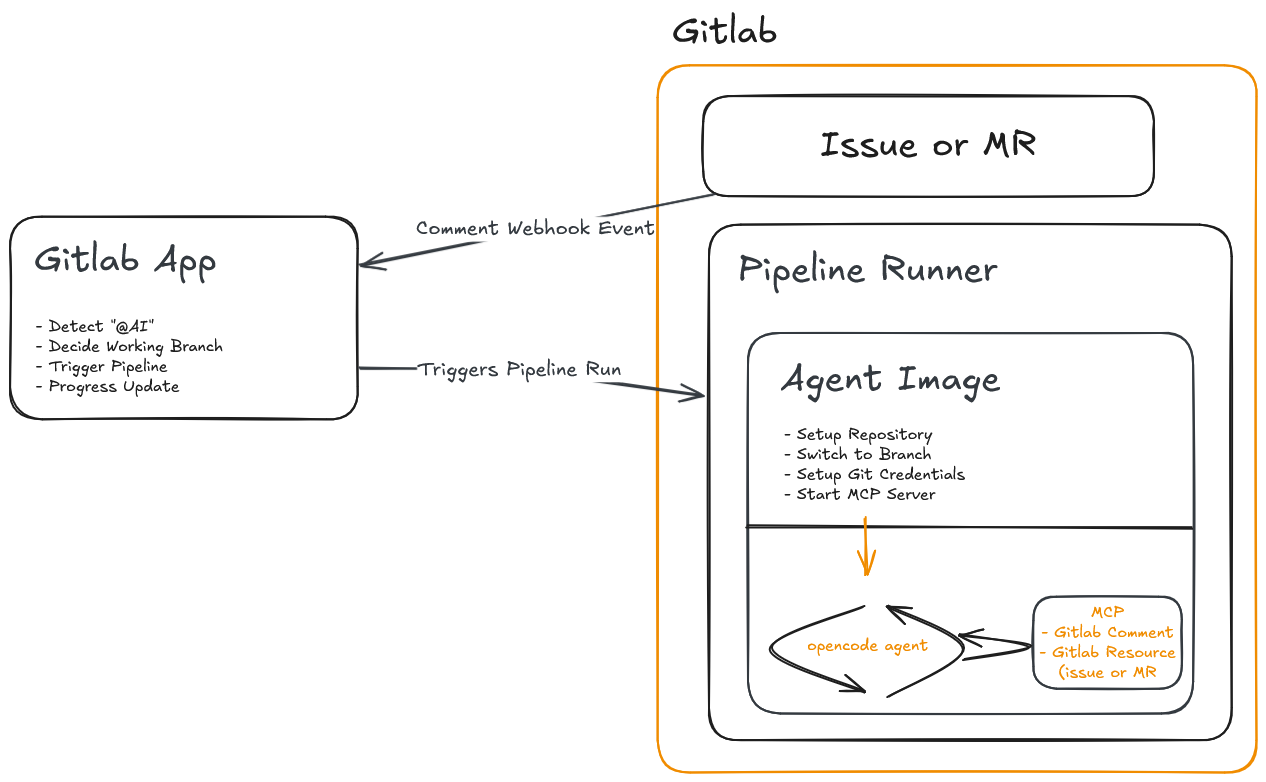 Gitlab
Issue or MR
Comment Webhook Event
Gitlab App
- Detect "@AI"
- Decide Working Branch
- Trigger Pipeline
- Progress Update
Triggers Pipeline Run
Pipeline Runner
Agent Image
- Setup Repository
- Switch to Branch
- Setup Git Credentials
- Start MCP Server
opencode agent
MCP
- Gitlab Comment
- Gitlab Resource
(issue or MR